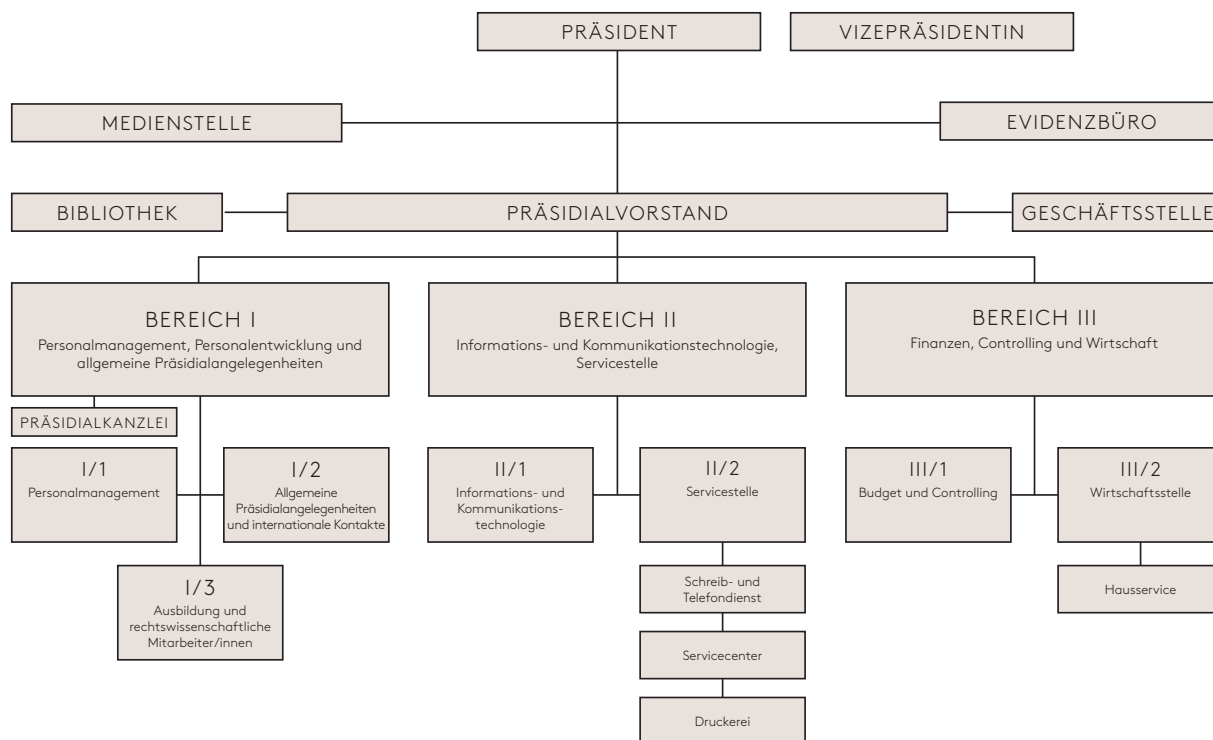 PRÄSIDENT
VIZEPRÄSIDENTIN
MEDIENSTELLE
EVIDENZBÜRO
BIBLIOTHEK
PRÄSIDIALVORSTAND
GESCHÄFTSSTELLE
BEREICH I
Personalmanagement, Personalentwicklung und
allgemeine Präsidialangelegenheiten
BEREICH II
Informations- und Kommunikationstechnologie,
Servicestelle
BEREICH III
Finanzen, Controlling und Wirtschaft
PRÄSIDIALKANZLEI
I/1
Personalmanagement
I/2
Allgemeine
Präsidialangelegenheiten
und internationale Kontakte
II/1
Informations- und
Kommunikations-
technologie
II/2
Servicestelle
III/1
Budget und Controlling
III/2
Wirtschaftsstelle
I/3
Ausbildung und
rechtswissenschaftliche
Mitarbeiter/innen
Schreib- und
Telefondienst
Hausservice
Servicecenter
Druckerei